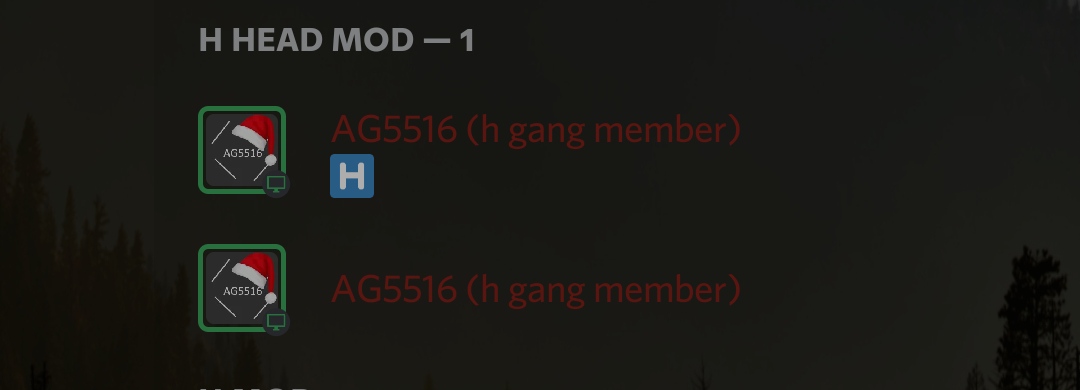 H HEAD MOD — 1
AG5516 (h gang member)
AG5516
H
AG5516 (h gang member)
AG5516